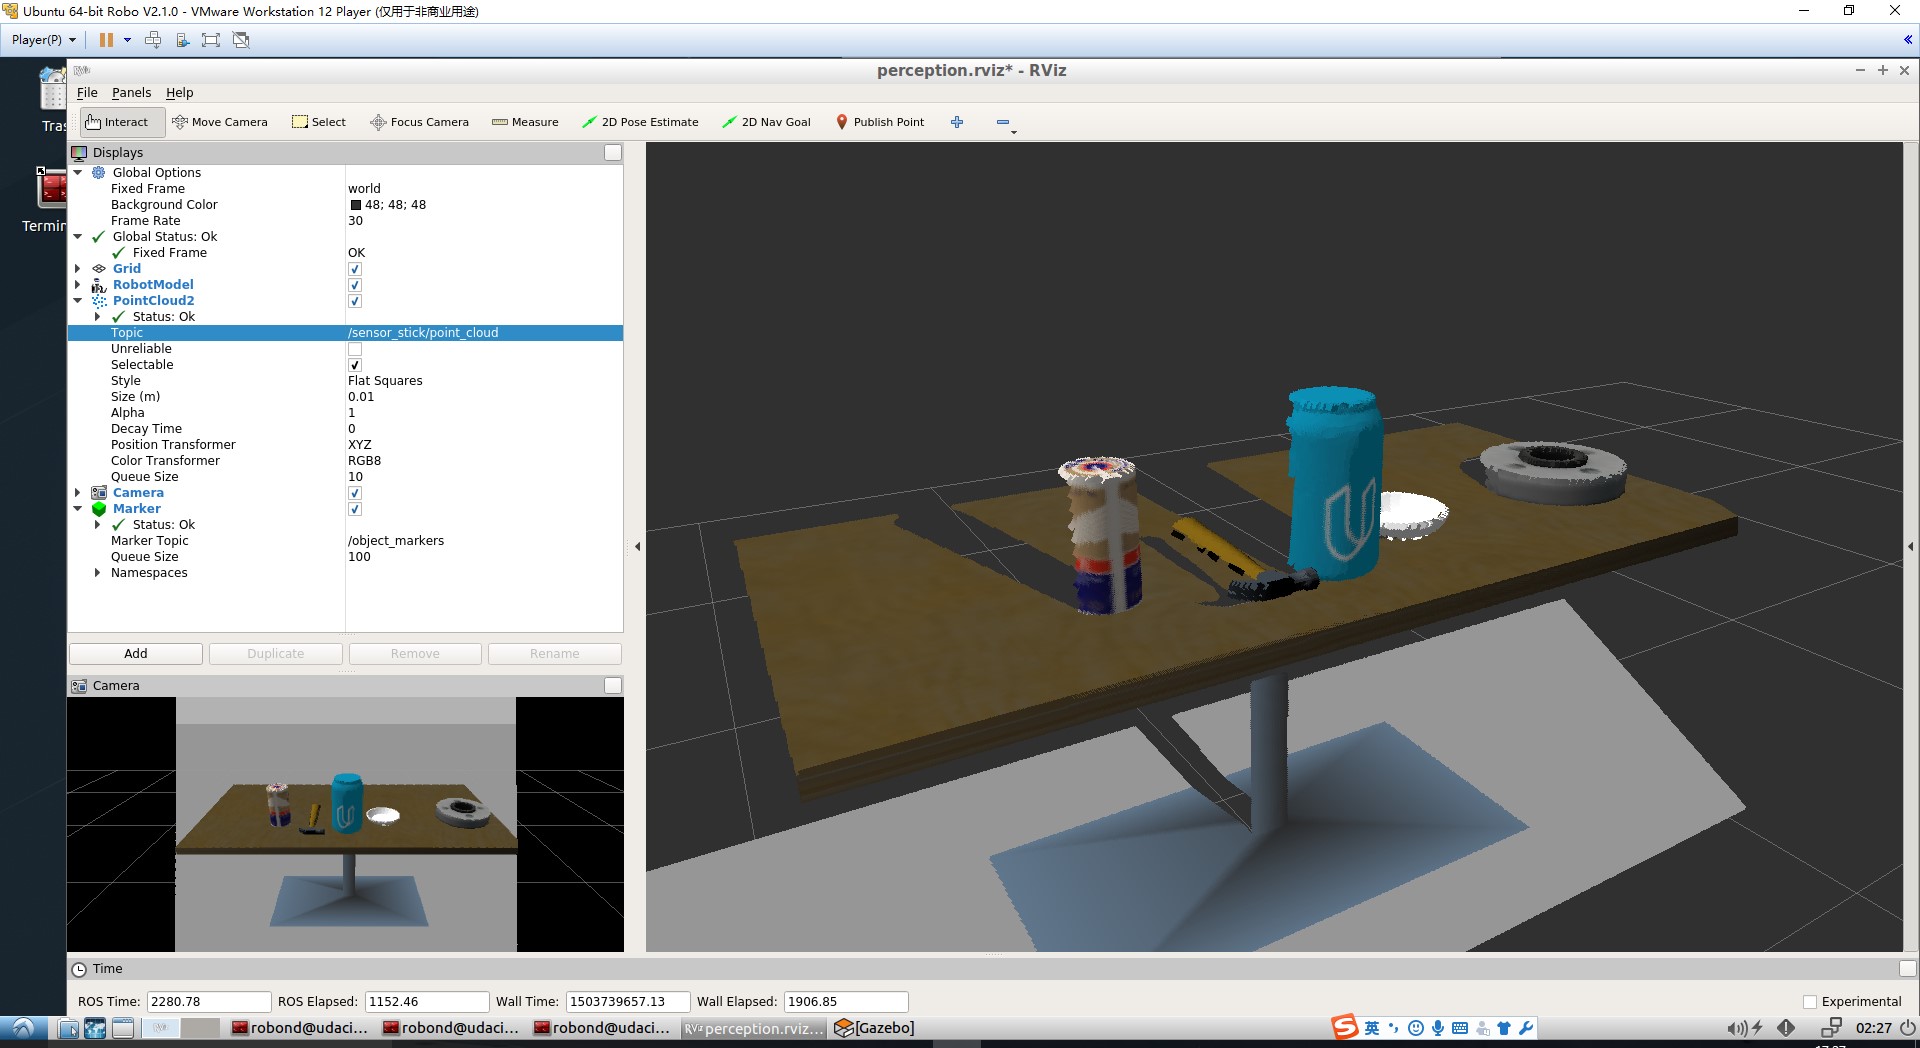 Ubuntu 64-bit Robo V2.1.0 - VMware Workstation 12 Player (仅用于非商业用途)
Player(P)
perception.rviz* - RViz
File Panels Help
Interact Move Camera Select Focus Camera Measure 2D Pose Estimate 2D Nav Goal Publish Point
Displays
Global Options
Fixed Frame world
Background Color 48; 48; 48
Frame Rate 30
Global Status: Ok
Fixed Frame OK
Grid
RobotModel
PointCloud2
Status: Ok
Topic /sensor_stick/point_cloud
Unreliable
Selectable
Style Flat Squares
Size (m) 0.01
Alpha 1
Decay Time 0
Position Transformer XYZ
Color Transformer RGB8
Queue Size 10
Camera
Marker
Status: Ok
Marker Topic /object_markers
Queue Size 100
Namespaces
Add Duplicate Remove Rename
Camera
Time
ROS Time: 2280.78 ROS Elapsed: 1152.46 Wall Time: 1503739657.13 Wall Elapsed: 1906.85 Experimental
robond@udaci... robond@udaci... robond@udaci... perception.rviz... [Gazebo] 英 02:27